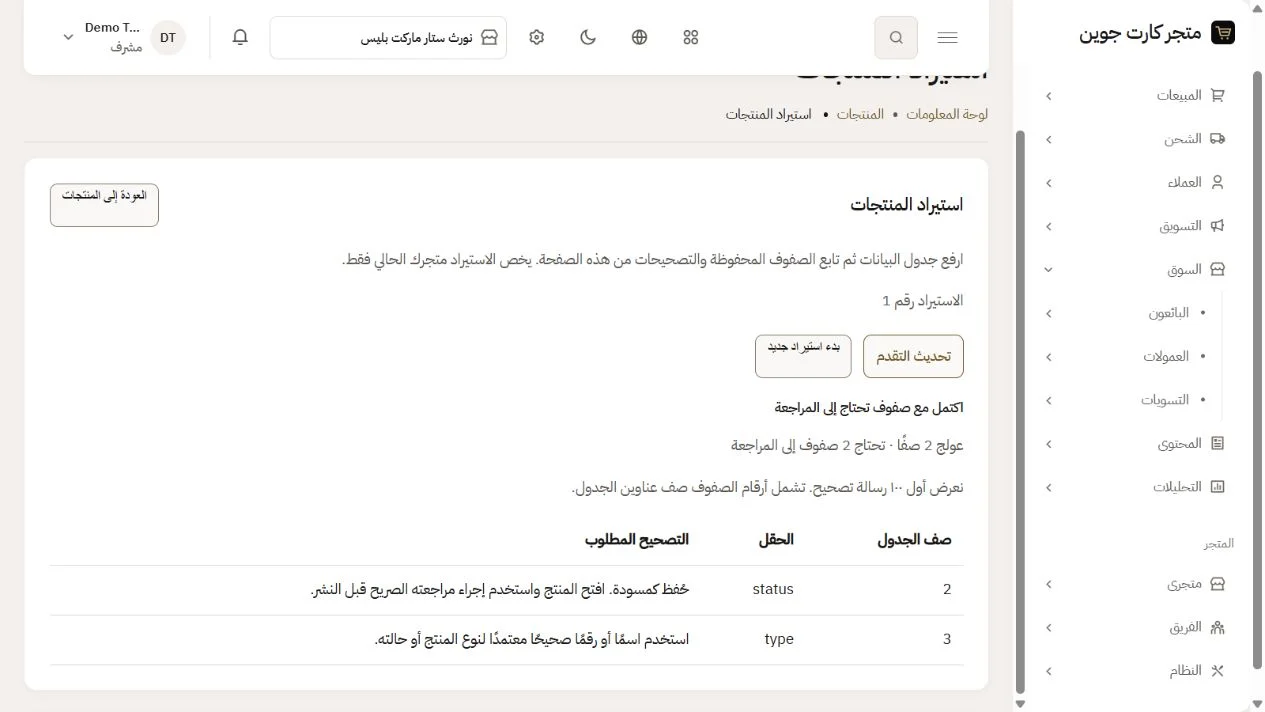 متجر كارت جوين
نورث ستار ماركت بليس
Demo T...
مشرف
DT
المبيعات
الشحن
العملاء
التسويق
السوق
البائعون
العمولات
التسويات
المحتوى
التحليلات
المتجر
متجري
الفريق
النظام
استيراد المنتجات
لوحة المعلومات • المنتجات • استيراد المنتجات
استيراد المنتجات
العودة إلى المنتجات
ارفع جدول البيانات ثم تابع الصفوف المحفوظة والتصحيحات من هذه الصفحة. يخص الاستيراد متجرك الحالي فقط.
الاستيراد رقم 1
تحديث التقدم
بدء استيراد جديد
اكتمل مع صفوف تحتاج إلى المراجعة
عولج 2 صفًا · تحتاج 2 صفوف إلى المراجعة
نعرض أول ١٠٠ رسالة تصحيح. تشمل أرقام الصفوف صف عناوين الجدول.
صف الجدول الحقل التصحيح المطلوب
2 status حُفظ كمسودة. افتح المنتج واستخدم إجراء مراجعته الصريح قبل النشر.
3 type استخدم اسمًا أو رقمًا صحيحًا معتمدًا لنوع المنتج أو حالته.